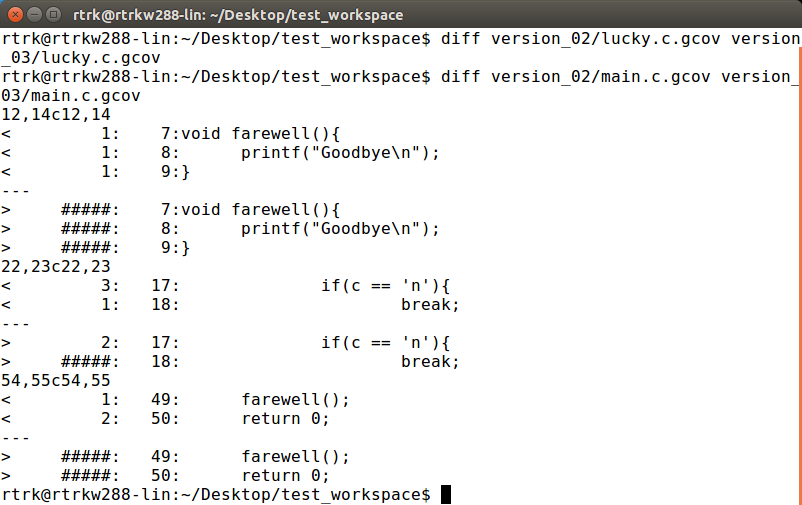 rtrk@rtrkw288-lin: ~/Desktop/test_workspace
rtrk@rtrkw288-lin:~/Desktop/test_workspace$ diff version_02/lucky.c.gcov version
_03/lucky.c.gcov
rtrk@rtrkw288-lin:~/Desktop/test_workspace$ diff version_02/main.c.gcov version_
03/main.c.gcov
12,14c12,14
<         1:    7:void farewell(){
<         1:    8:      printf("Goodbye\n");
<         1:    9:}
---
>     #####:    7:void farewell(){
>     #####:    8:      printf("Goodbye\n");
>     #####:    9:}
22,23c22,23
<         3:   17:              if(c == 'n'){
<         1:   18:                      break;
---
>         2:   17:              if(c == 'n'){
>     #####:   18:                      break;
54,55c54,55
<         1:   49:      farewell();
<         2:   50:      return 0;
---
>     #####:   49:      farewell();
>     #####:   50:      return 0;
rtrk@rtrkw288-lin:~/Desktop/test_workspace$